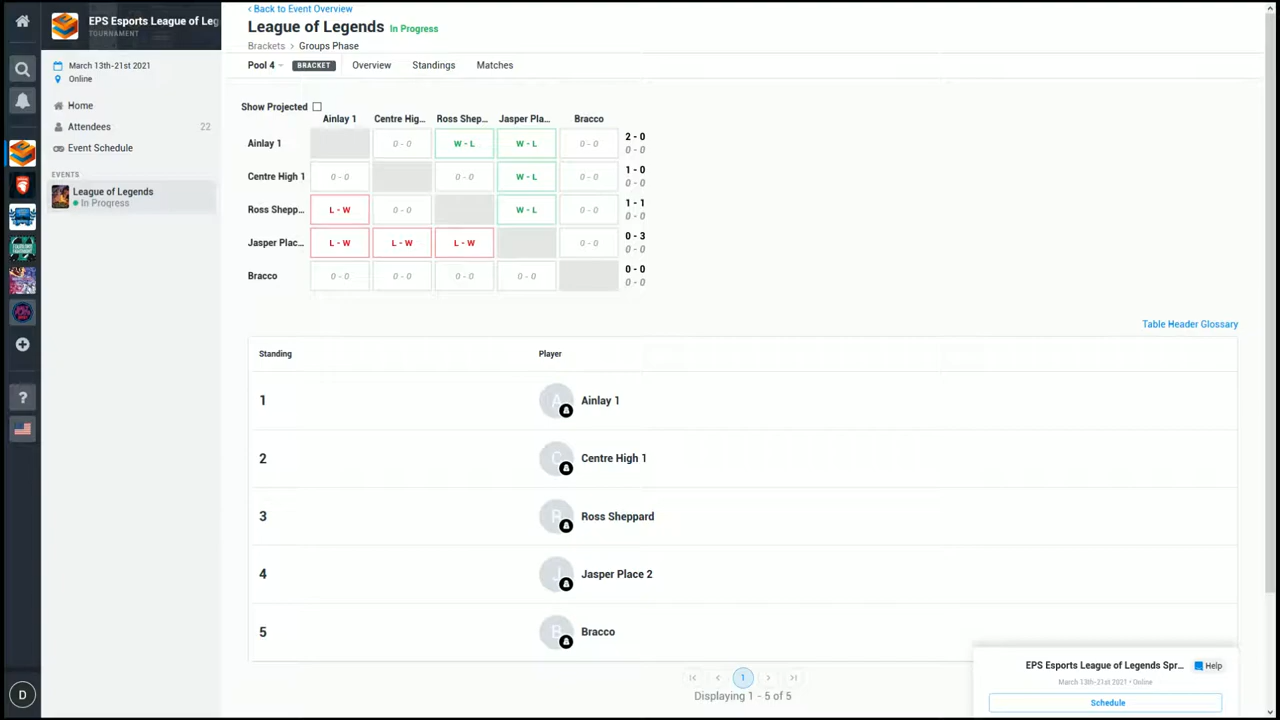 ‹ Back to Event Overview
EPS Esports League of Leg
TOURNAMENT
League of Legends In Progress
Brackets > Groups Phase
March 13th-21st 2021
Online
Pool 4 BRACKET Overview Standings Matches
Home
Attendees 22
Event Schedule
EVENTS
League of Legends
In Progress
Show Projected
Ainlay 1 Centre Hig... Ross Shep... Jasper Pla... Bracco
Ainlay 1 0 - 0 W - L W - L 0 - 0 2 - 0
0 - 0
Centre High 1 0 - 0 0 - 0 W - L 0 - 0 1 - 0
0 - 0
Ross Shepp... L - W 0 - 0 W - L 0 - 0 1 - 1
0 - 0
Jasper Plac... L - W L - W L - W 0 - 0 0 - 3
0 - 0
Bracco 0 - 0 0 - 0 0 - 0 0 - 0 0 - 0
0 - 0
Table Header Glossary
Standing Player
1 A Ainlay 1
2 C Centre High 1
3 R Ross Sheppard
4 J Jasper Place 2
5 B Bracco
1
Displaying 1 - 5 of 5
EPS Esports League of Legends Spr... Help
March 13th-21st 2021 • Online
Schedule
?
D